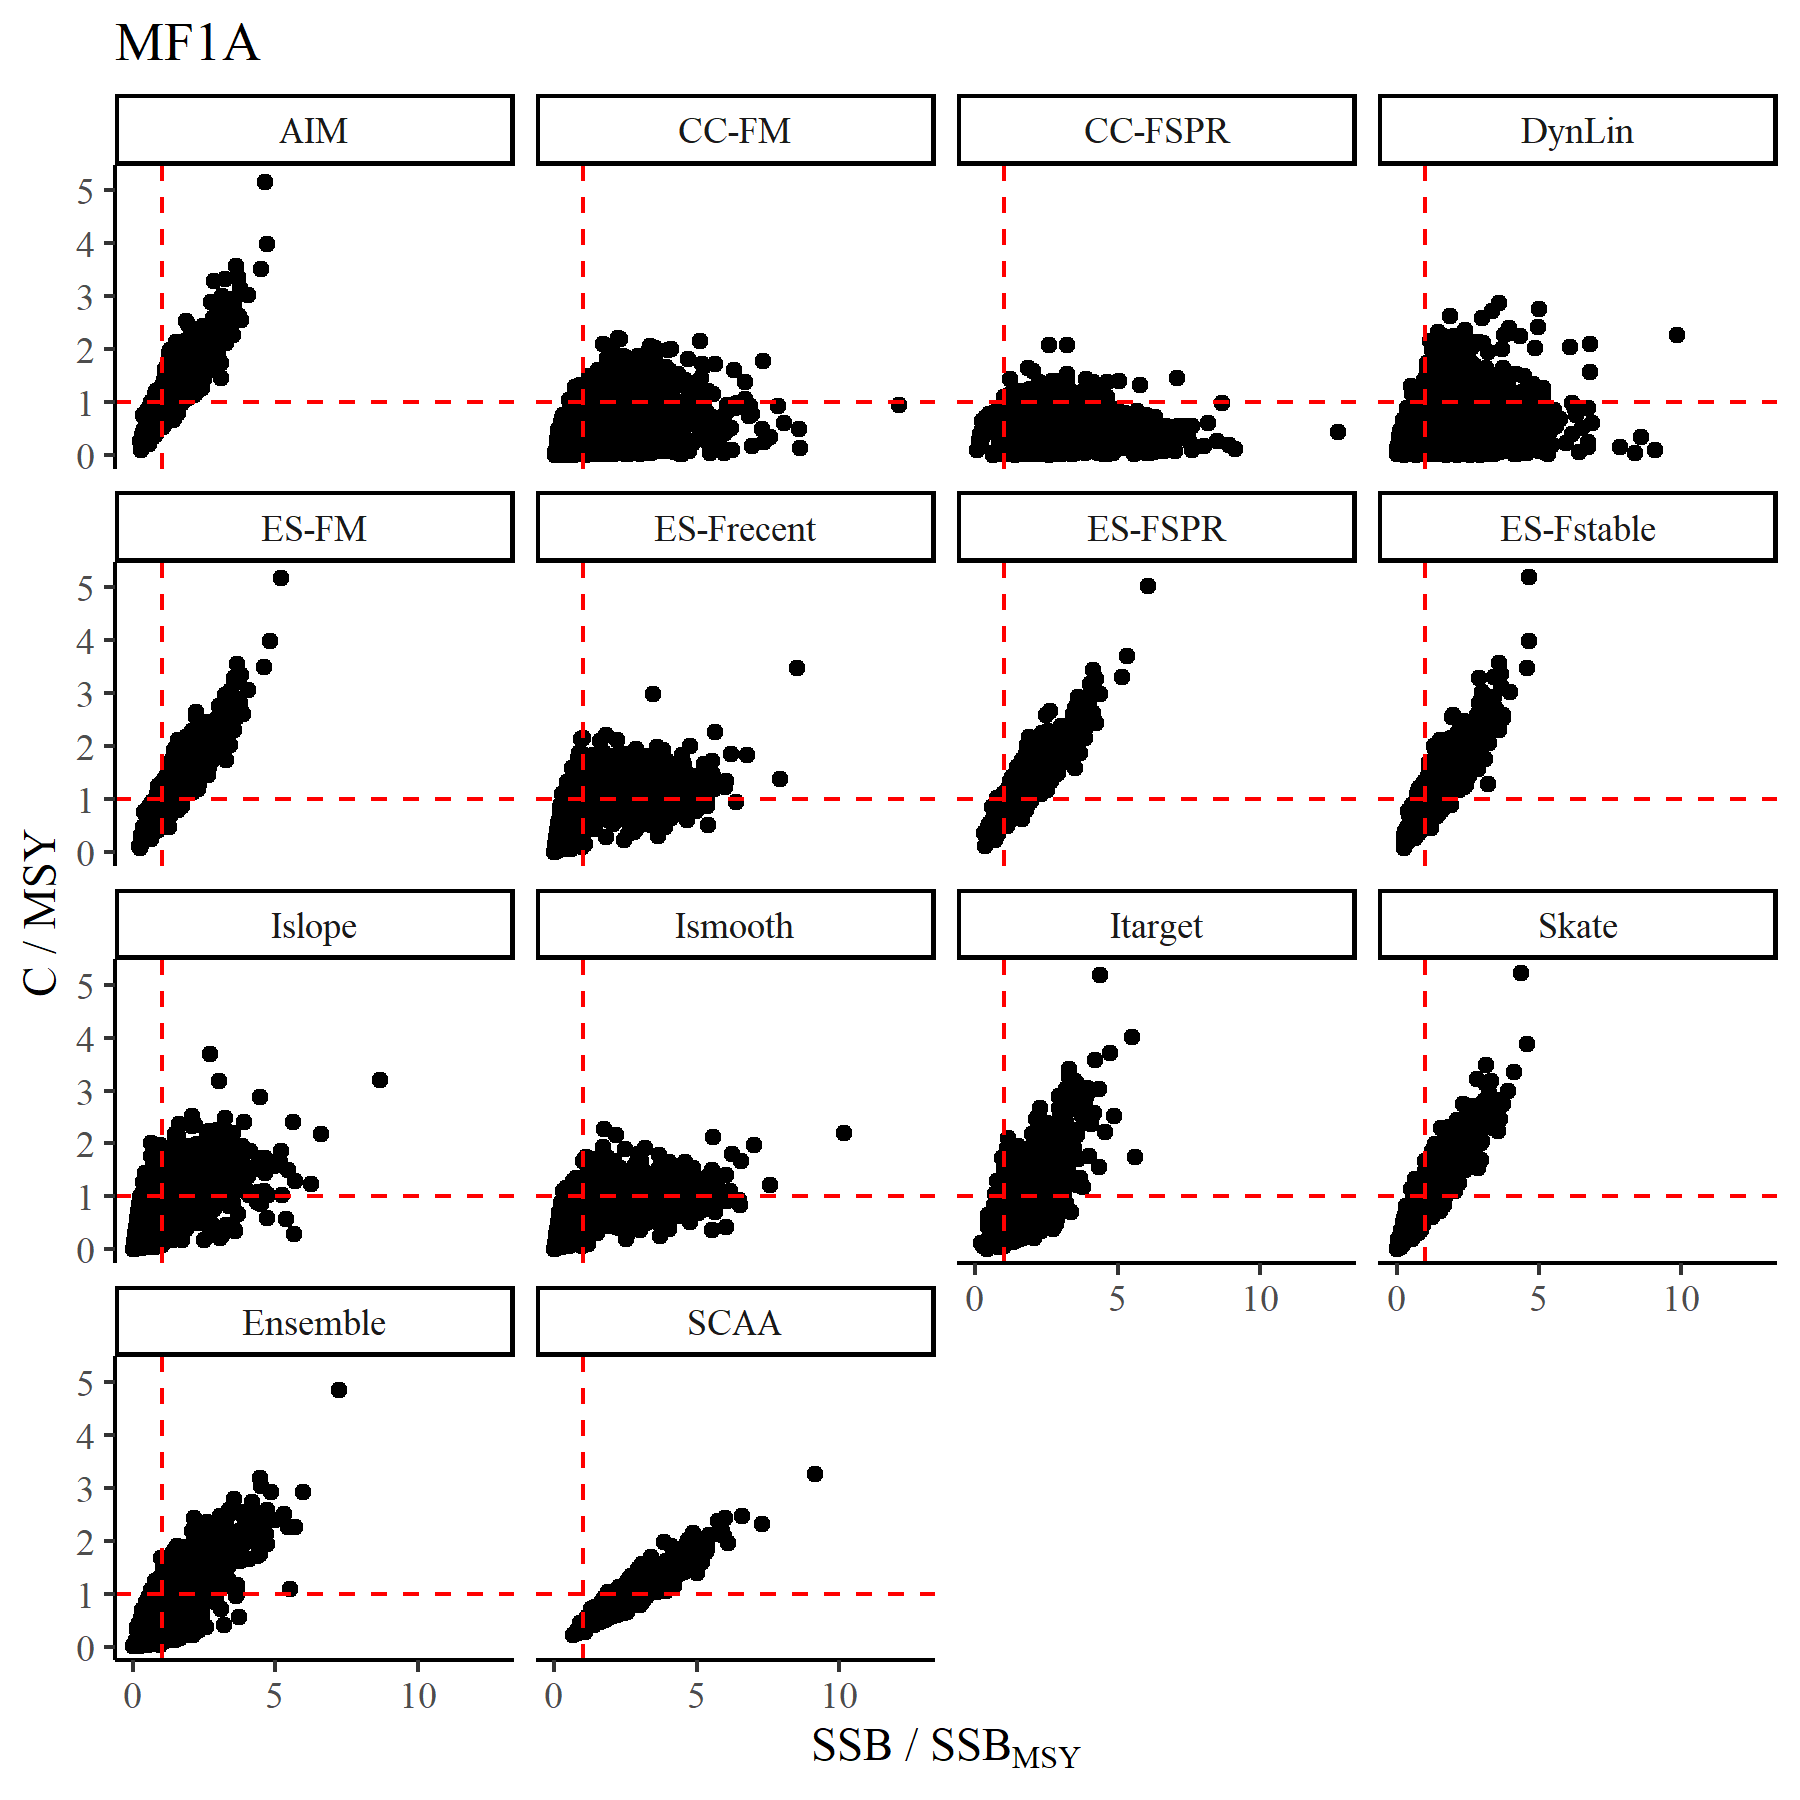 MF1A
AIM CC-FM CC-FSPR DynLin
5
4
3
2
1
0
ES-FM ES-Frecent ES-FSPR ES-Fstable
5
4
3
2
1
0
C / MSY
Islope Ismooth Itarget Skate
5
4
3
2
1
0
0 5 10 0 5 10
Ensemble SCAA
5
4
3
2
1
0
0 5 10 0 5 10
SSB / SSB_MSY